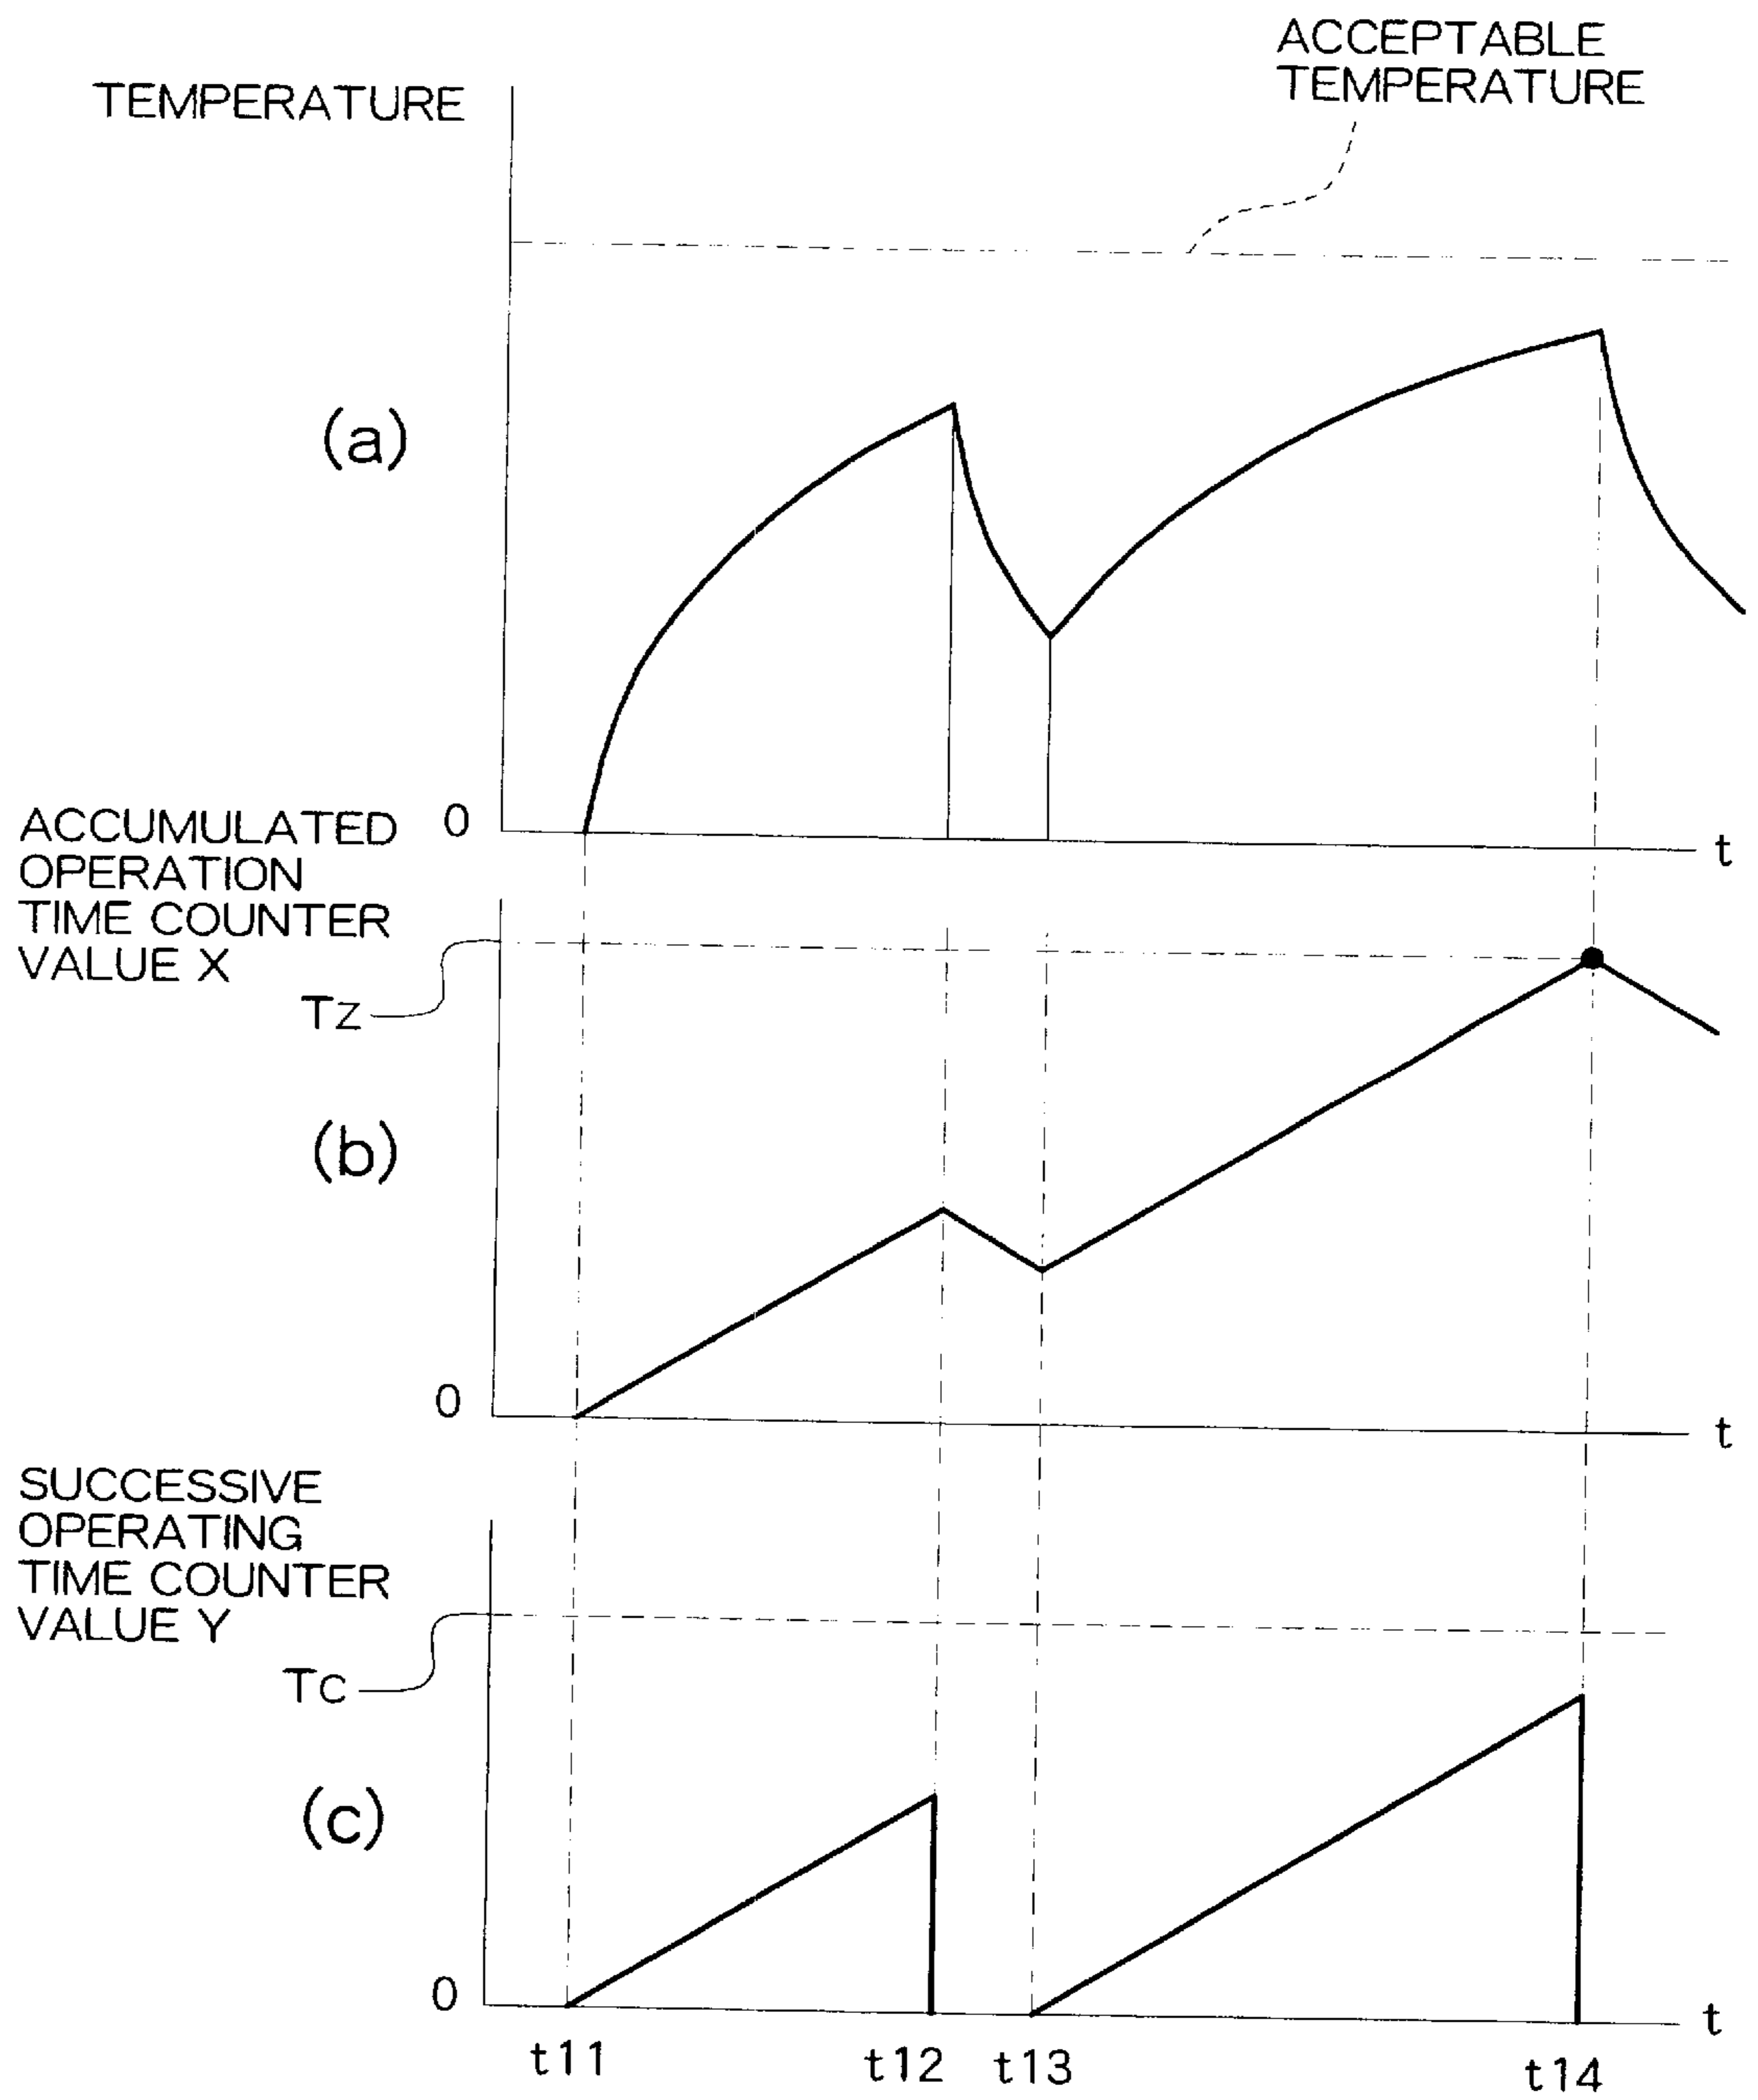 ACCEPTABLE
TEMPERATURE
TEMPERATURE
(a)
0
t
ACCUMULATED
OPERATION
TIME COUNTER
VALUE X
Tz
(b)
0
t
SUCCESSIVE
OPERATING
TIME COUNTER
VALUE Y
Tc
(c)
0
t
t11
t12
t13
t14